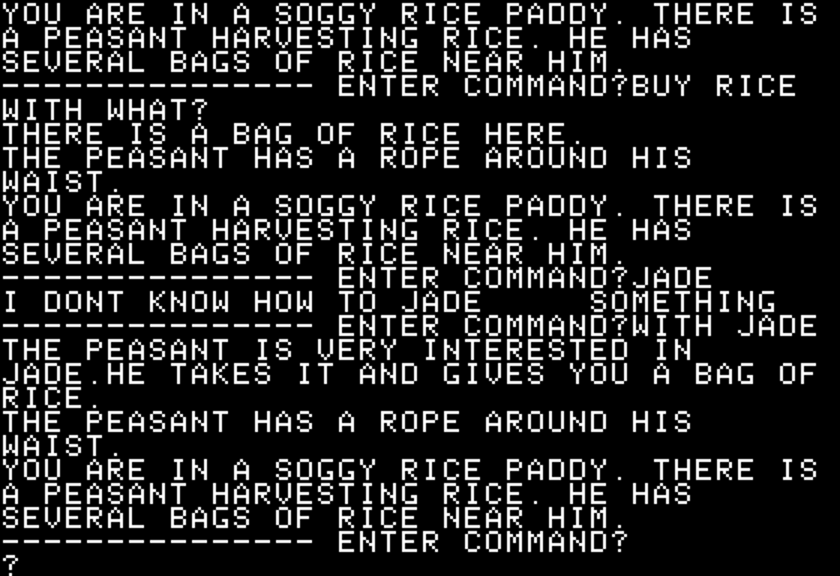 YOU ARE IN A SOGGY RICE PADDY. THERE IS
A PEASANT HARVESTING RICE. HE HAS
SEVERAL BAGS OF RICE NEAR HIM.
--------------- ENTER COMMAND?BUY RICE
WITH WHAT?
THERE IS A BAG OF RICE HERE.
THE PEASANT HAS A ROPE AROUND HIS
WAIST.
YOU ARE IN A SOGGY RICE PADDY. THERE IS
A PEASANT HARVESTING RICE. HE HAS
SEVERAL BAGS OF RICE NEAR HIM.
--------------- ENTER COMMAND?JADE
I DONT KNOW HOW TO JADE     SOMETHING
--------------- ENTER COMMAND?WITH JADE
THE PEASANT IS VERY INTERESTED IN
JADE.HE TAKES IT AND GIVES YOU A BAG OF
RICE.
THE PEASANT HAS A ROPE AROUND HIS
WAIST.
YOU ARE IN A SOGGY RICE PADDY. THERE IS
A PEASANT HARVESTING RICE. HE HAS
SEVERAL BAGS OF RICE NEAR HIM.
--------------- ENTER COMMAND?
?